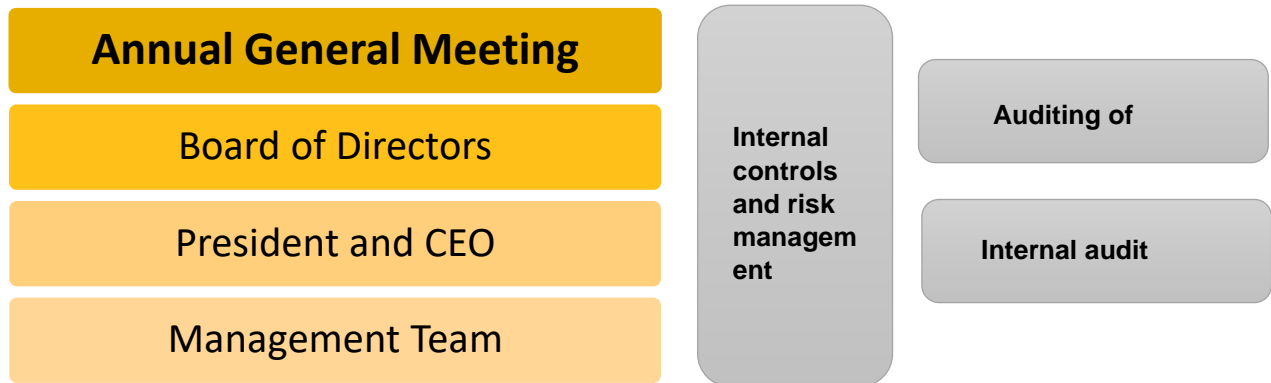 Annual General Meeting
Board of Directors
President and CEO
Management Team
Internal
controls
and risk
managem
ent
Auditing of
Internal audit